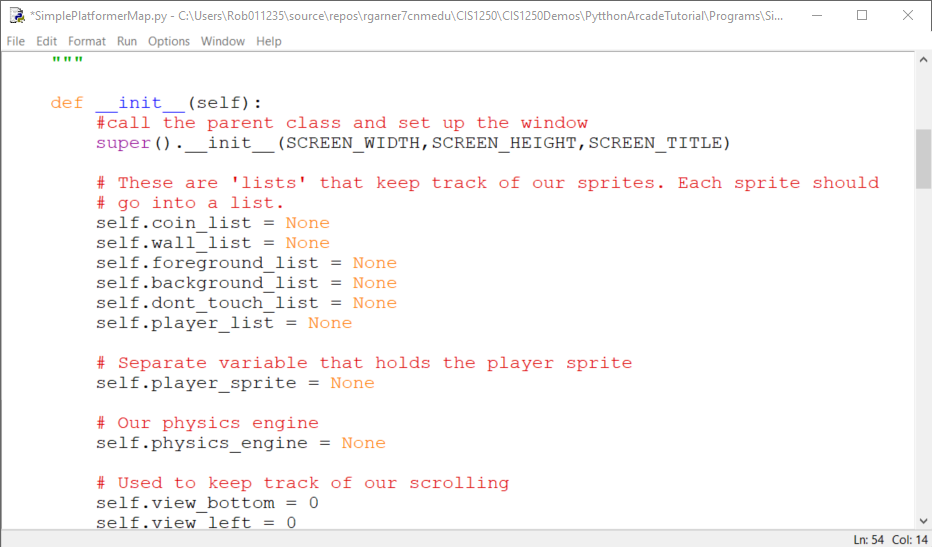 *SimplePlatformerMap.py - C:\Users\Rob011235\source\repos\rgarner7cnmedu\CIS1250\CIS1250Demos\PytthonArcadeTutorial\Programs\Si...
File Edit Format Run Options Window Help
"""
def __init__(self):
#call the parent class and set up the window
super().__init__(SCREEN_WIDTH,SCREEN_HEIGHT,SCREEN_TITLE)
# These are 'lists' that keep track of our sprites. Each sprite should
# go into a list.
self.coin_list = None
self.wall_list = None
self.foreground_list = None
self.background_list = None
self.dont_touch_list = None
self.player_list = None
# Separate variable that holds the player sprite
self.player_sprite = None
# Our physics engine
self.physics_engine = None
# Used to keep track of our scrolling
self.view_bottom = 0
self.view_left = 0
Ln: 54 Col: 14